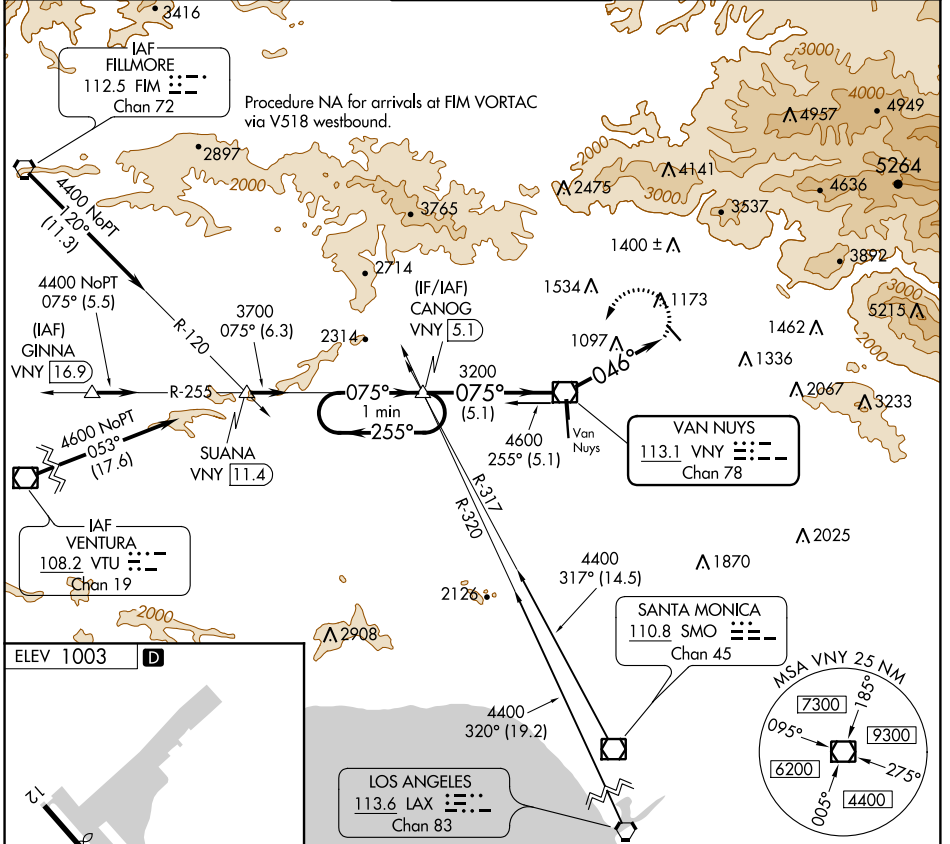 3416
IAF
FILLMORE
112.5 FIM
Chan 72
Procedure NA for arrivals at FIM VORTAC
via V518 westbound.
3000
4000
4957
4949
2897
2000
2000
4141
5264
2475
3000
4636
3765
3537
4400 NoPT
120°
(11.3)
1400 ±
3892
2714
3000
4400 NoPT
075° (5.5)
(IF/IAF)
CANOG
VNY 5.1
1534
1173
5215
3700
075° (6.3)
R-120
2314
1097
1462
2000
(IAF)
GINNA
VNY 16.9
046°
1336
R-255
075°
3200
075°
(5.1)
2067
3233
1 min
255°
4600
255° (5.1)
Van
Nuys
4600 NoPT
053°
(17.6)
SUANA
VNY 11.4
VAN NUYS
113.1 VNY
Chan 78
R-317
R-320
IAF
VENTURA
108.2 VTU
Chan 19
2025
1870
4400
317° (14.5)
2126
2000
2908
SANTA MONICA
110.8 SMO
Chan 45
ELEV 1003 D
MSA VNY 25 NM
7300
185°
095°
9300
6200
275°
005°
4400
4400
320° (19.2)
LOS ANGELES
113.6 LAX
Chan 83
12